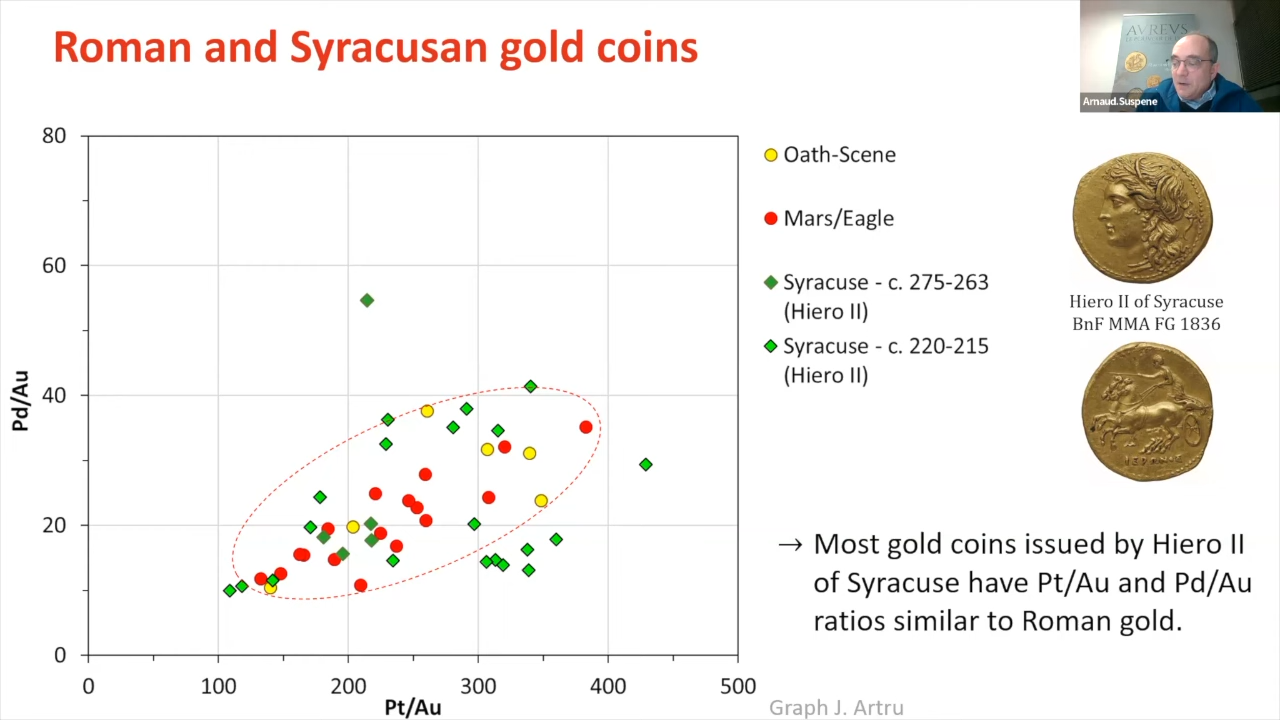 Roman and Syracusan gold coins
AVREVS
Arnaud.Suspene
80
60
40
20
0
Pd/Au
0 100 200 300 400 500
Pt/Au
Oath-Scene
Mars/Eagle
Syracuse - c. 275-263
(Hiero II)
Syracuse - c. 220-215
(Hiero II)
Hiero II of Syracuse
BnF MMA FG 1836
→ Most gold coins issued by Hiero II
of Syracuse have Pt/Au and Pd/Au
ratios similar to Roman gold.
Graph J. Artru